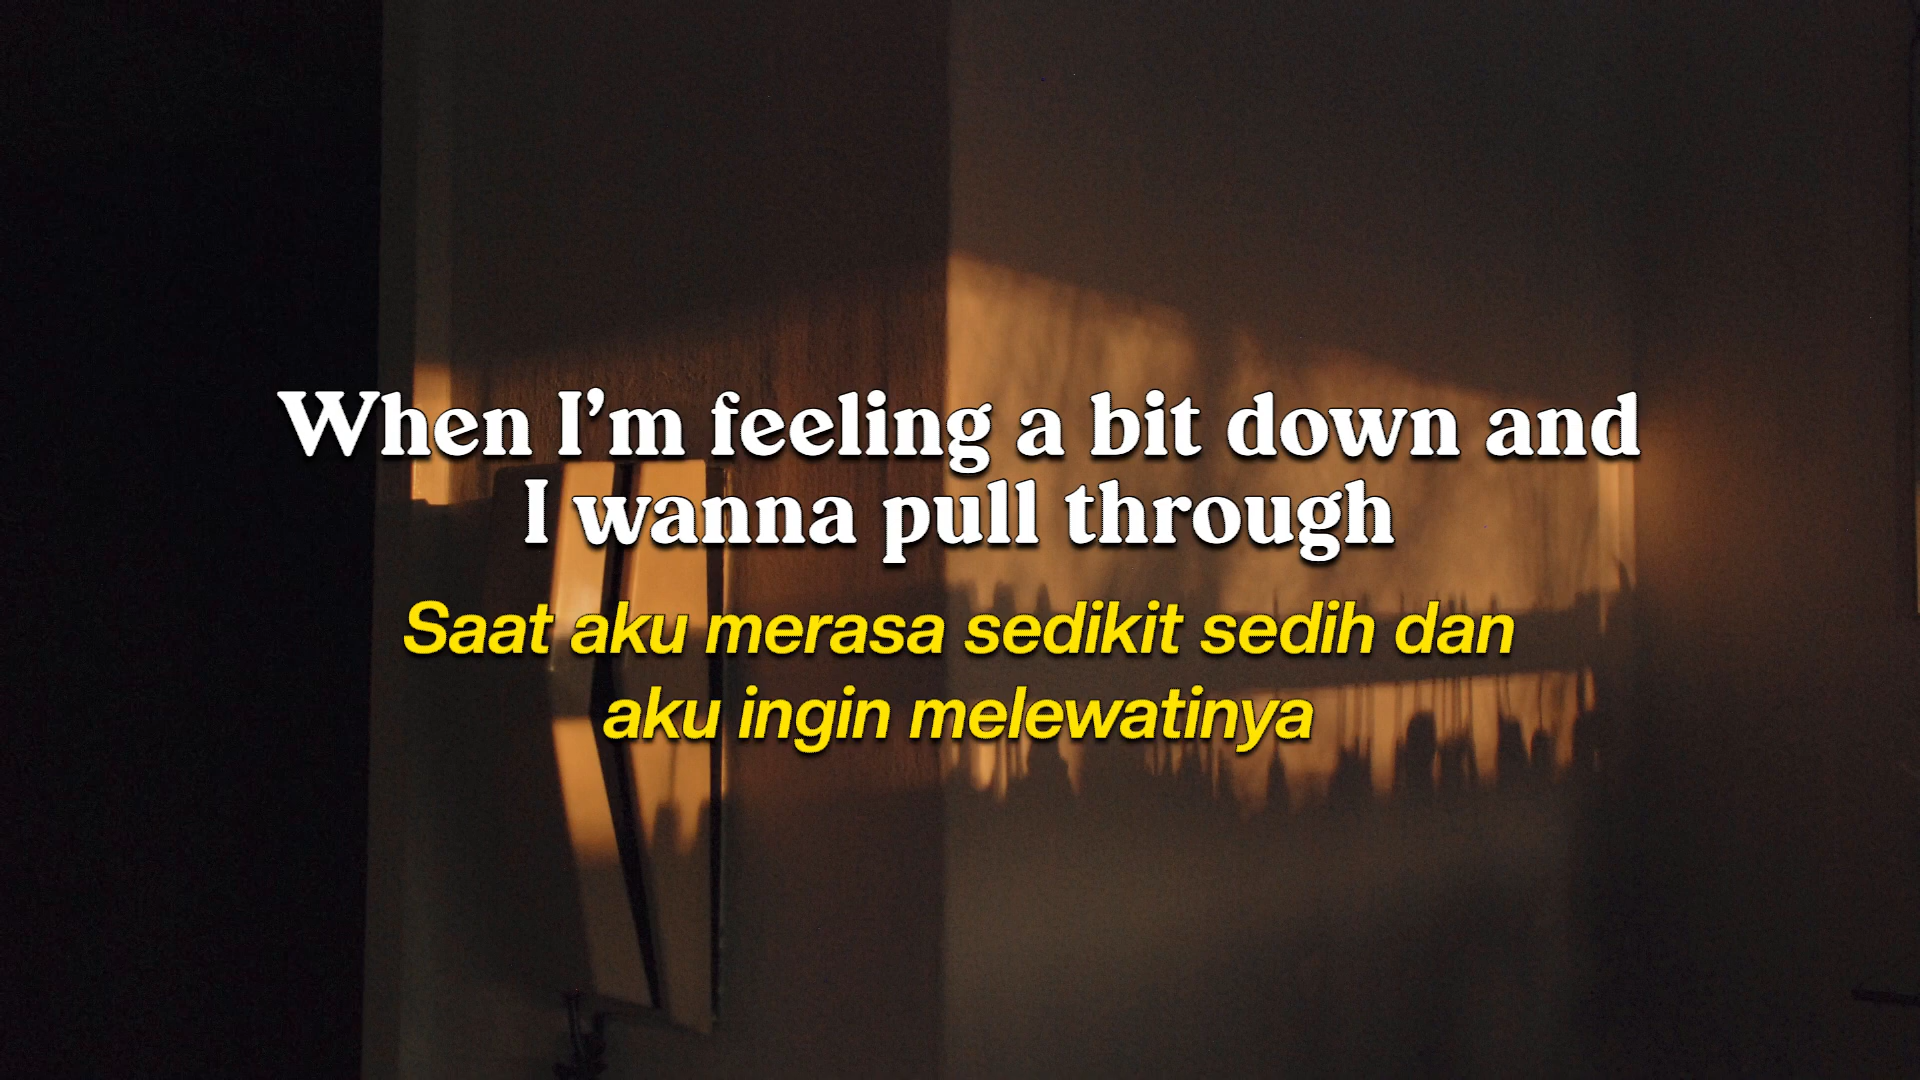 When I’m feeling a bit down and
I wanna pull through
Saat aku merasa sedikit sedih dan
aku ingin melewatinya